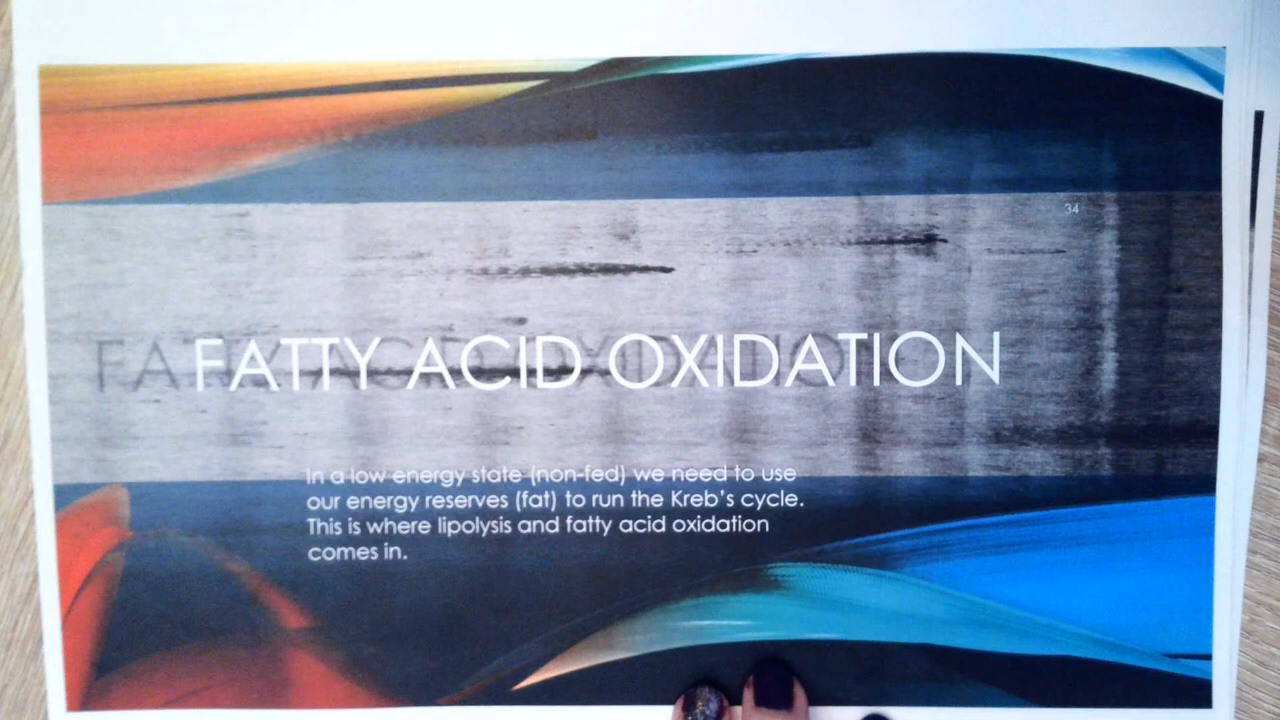 34
FATTY ACID OXIDATION
In a low energy state (non-fed) we need to use
our energy reserves (fat) to run the Kreb's cycle.
This is where lipolysis and fatty acid oxidation
comes in.